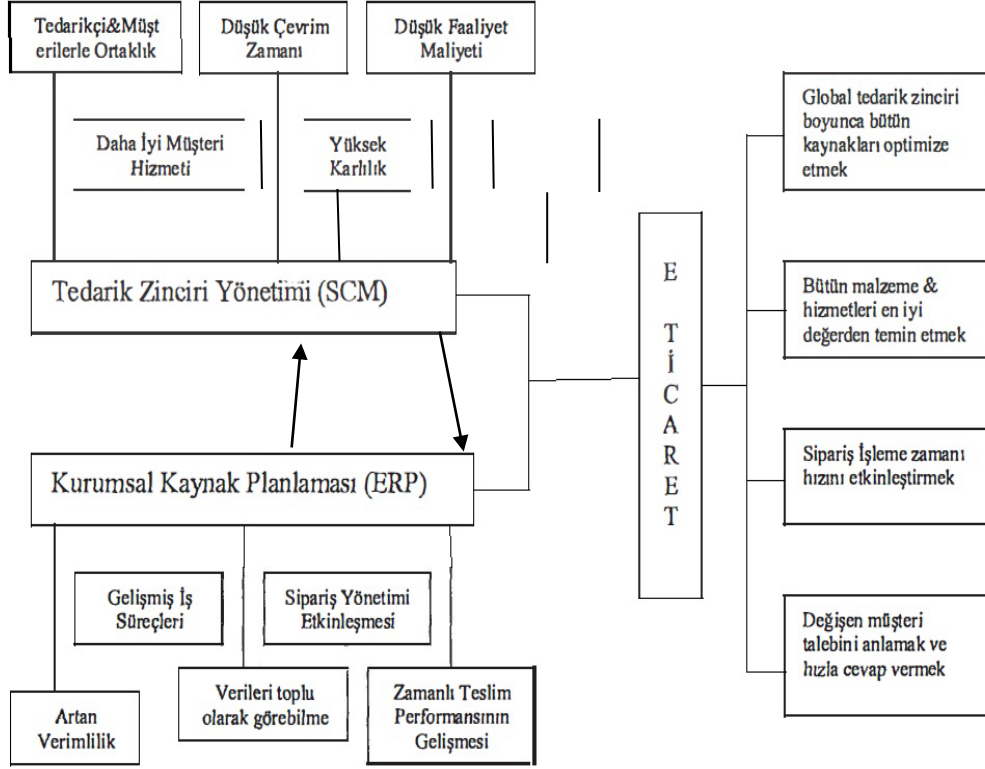 Tedarikçi&Müşt
erilerle Ortaklık
Düşük Çevrim
Zamanı
Düşük Faaliyet
Maliyeti
Daha İyi Müşteri
Hizmeti
Yüksek
Karlılık
Tedarik Zinciri Yönetimi (SCM)
Kurumsal Kaynak Planlaması (ERP)
Gelişmiş İş
Süreçleri
Sipariş Yönetimi
Etkinleşmesi
Artan
Verimlilik
Verileri toplu
olarak görebilme
Zamanlı Teslim
Performansının
Gelişmesi
E
T
İ
C
A
R
E
T
Global tedarik zinciri
boyunca bütün
kaynakları optimize
etmek
Bütün malzeme &
hizmetleri en iyi
değerden temin etmek
Sipariş İşleme zamanı
hızını etkinleştirmek
Değişen müşteri
talebini anlamak ve
hızla cevap vermek